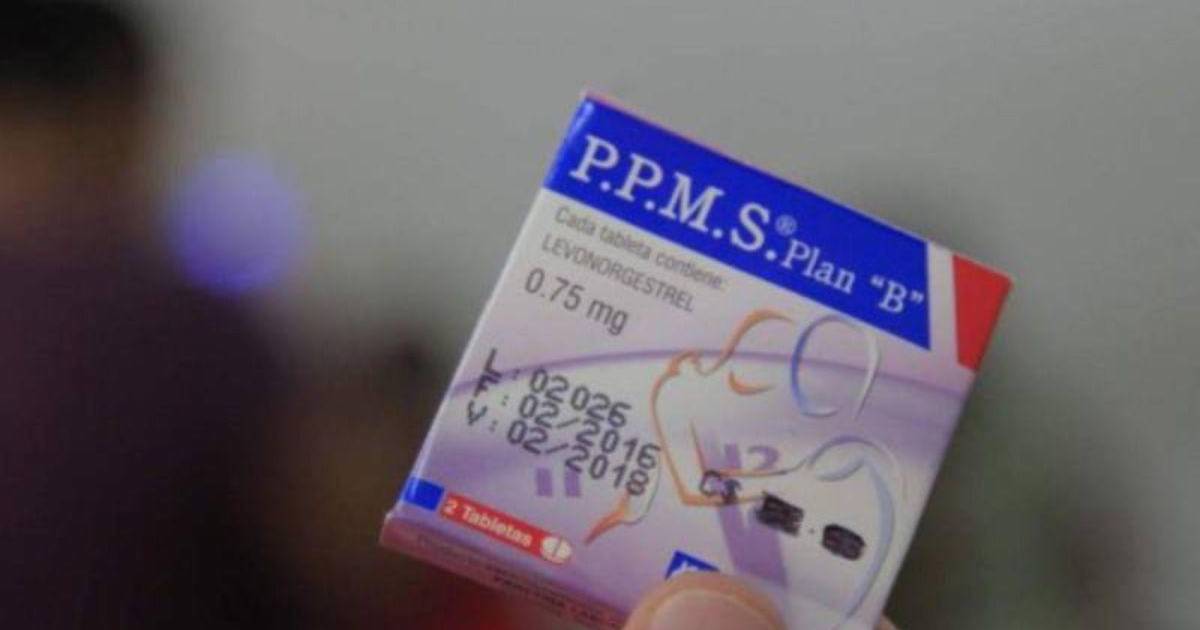 P.P.M.S.® Plan "B"
Cada tableta contiene:
LEVONORGESTREL
0.75 mg
L : 02026
F : 02/2016
V : 02/2018
2 Tabletas